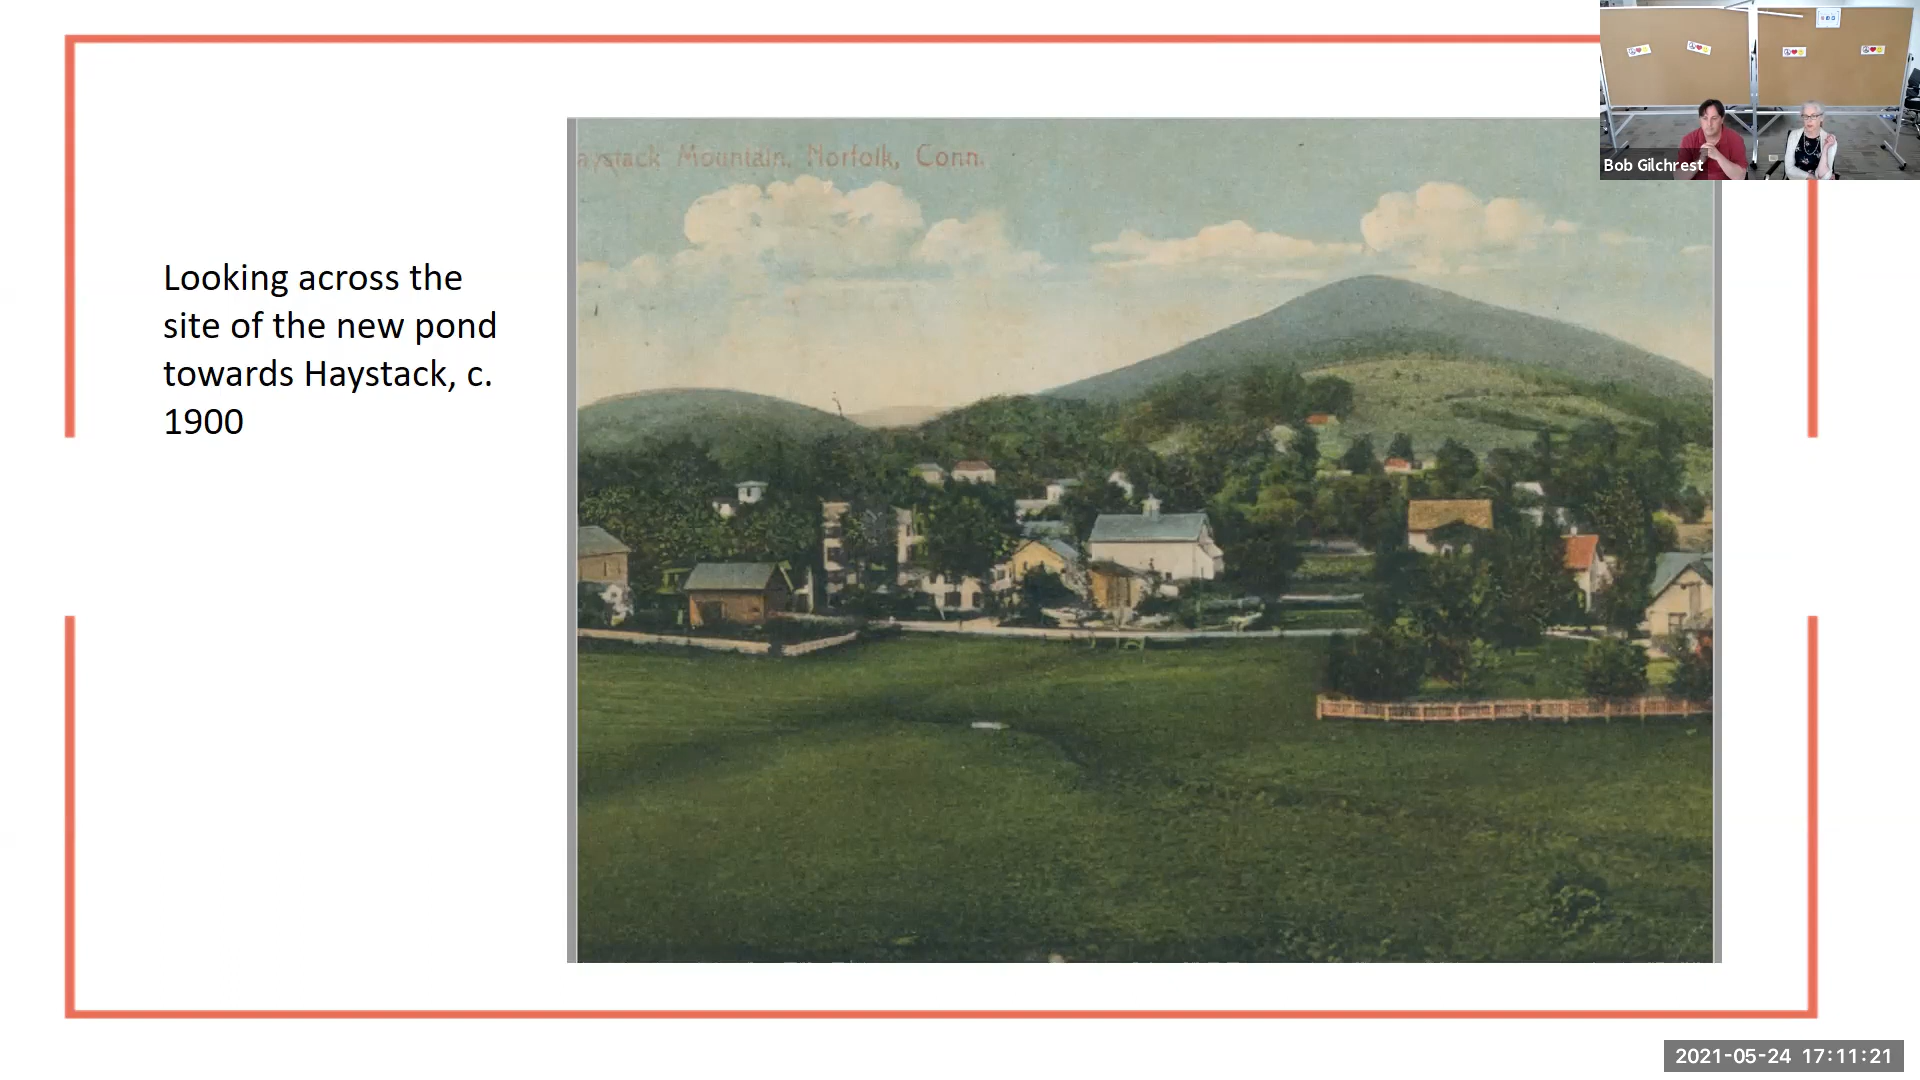 aystack Mountain, Norfolk, Conn.
Looking across the
site of the new pond
towards Haystack, c.
1900
Bob Gilchrest
2021-05-24 17:11:21